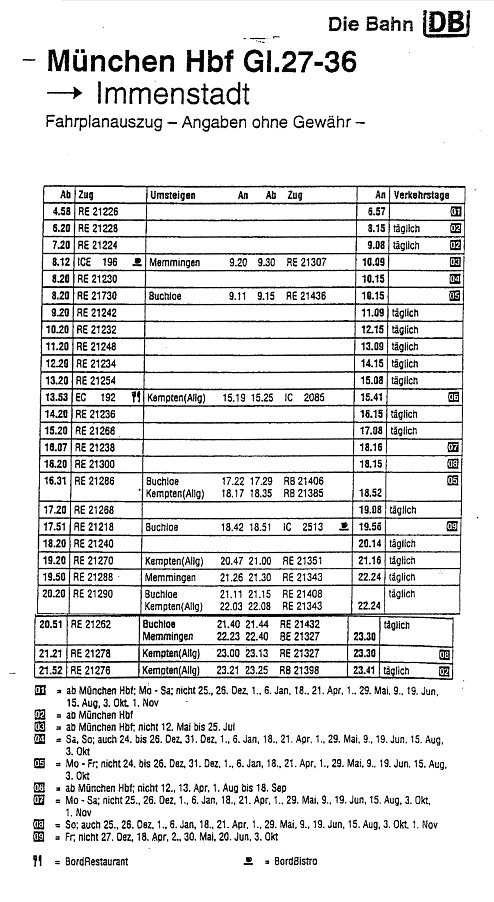 Die Bahn DB
München Hbf Gl.27-36
→ Immenstadt
Fahrplanauszug – Angaben ohne Gewähr –
Ab Zug Umsteigen An Ab Zug An Verkehrstage
4.58 RE 21226 6.57 01
6.20 RE 21228 8.15 täglich 02
7.20 RE 21224 9.08 täglich 02
8.12 ICE 196 Memmingen 9.20 9.30 RE 21307 10.09 03
8.20 RE 21230 10.15 04
8.20 RE 21730 Buchloe 9.11 9.15 RE 21436 10.15 05
9.20 RE 21242 11.09 täglich
10.20 RE 21232 12.15 täglich
11.20 RE 21248 13.09 täglich
12.20 RE 21234 14.15 täglich
13.20 RE 21254 15.08 täglich
13.53 EC 192 Kempten(Allg) 15.19 15.25 IC 2085 15.41 06
14.20 RE 21236 16.15 täglich
15.20 RE 21266 17.08 täglich
16.07 RE 21238 18.16 07
16.20 RE 21300 18.15 08
16.31 RE 21286 Buchloe 17.22 17.29 RB 21406 05
Kempten(Allg) 18.17 18.35 RB 21385 18.52
17.20 RE 21268 19.08 täglich
17.51 RE 21218 Buchloe 18.42 18.51 IC 2513 19.56 09
18.20 RE 21240 20.14 täglich
19.20 RE 21270 Kempten(Allg) 20.47 21.00 RE 21351 21.16 täglich
19.50 RE 21288 Memmingen 21.26 21.30 RE 21343 22.24 täglich
20.20 RE 21290 Buchloe 21.11 21.15 RE 21408 täglich
Kempten(Allg) 22.03 22.08 RE 21343 22.24
20.51 RE 21262 Buchloe 21.40 21.44 RE 21432 täglich
Memmingen 22.23 22.40 BE 21327 23.30
21.21 RE 21278 Kempten(Allg) 23.00 23.13 RE 21327 23.30 08
21.52 RE 21276 Kempten(Allg) 23.21 23.25 RB 21398 23.41 täglich 02
01 = ab München Hbf; Mo - Sa; nicht 25., 26. Dez, 1., 6. Jan, 18., 21. Apr, 1., 29. Mai, 9., 19. Jun,
15. Aug, 3. Okt, 1. Nov
02 = ab München Hbf
03 = ab München Hbf; nicht 12. Mai bis 25. Jul
04 = Sa, So; auch 24. bis 26. Dez, 31. Dez, 1., 6. Jan, 18., 21. Apr, 1., 29. Mai, 9., 19. Jun, 15. Aug,
3. Okt
05 = Mo - Fr; nicht 24. bis 26. Dez, 31. Dez, 1., 6. Jan, 18., 21. Apr, 1., 29. Mai, 9., 19. Jun, 15. Aug,
3. Okt
06 = ab München Hbf; nicht 12., 13. Apr, 1. Aug bis 18. Sep
07 = Mo - Sa; nicht 25., 26. Dez, 1., 6. Jan, 18., 21. Apr, 1., 29. Mai, 9., 19. Jun, 15. Aug, 3. Okt,
1. Nov
08 = So; auch 25., 26. Dez, 1., 6. Jan, 18., 21. Apr, 1., 29. Mai, 9., 19. Jun, 15. Aug, 3. Okt, 1. Nov
09 = Fr; nicht 27. Dez, 18. Apr, 2., 30. Mai, 20. Jun, 3. Okt
= BordRestaurant = BordBistro